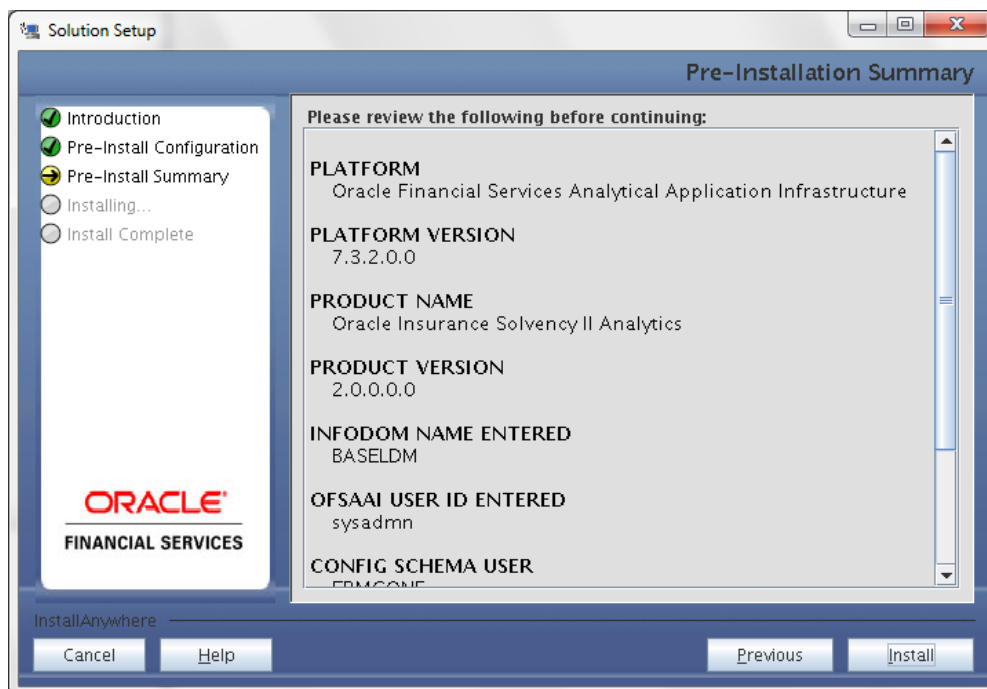 Solution Setup
Pre-Installation Summary
Introduction
Pre-Install Configuration
Pre-Install Summary
Installing...
Install Complete
ORACLE®
FINANCIAL SERVICES
Please review the following before continuing:
PLATFORM
Oracle Financial Services Analytical Application Infrastructure
PLATFORM VERSION
7.3.2.0.0
PRODUCT NAME
Oracle Insurance Solvency II Analytics
PRODUCT VERSION
2.0.0.0.0
INFODOM NAME ENTERED
BASELDM
OFSAAI USER ID ENTERED
sysadmn
CONFIG SCHEMA USER
InstallAnywhere
Cancel
Help
Previous
Install